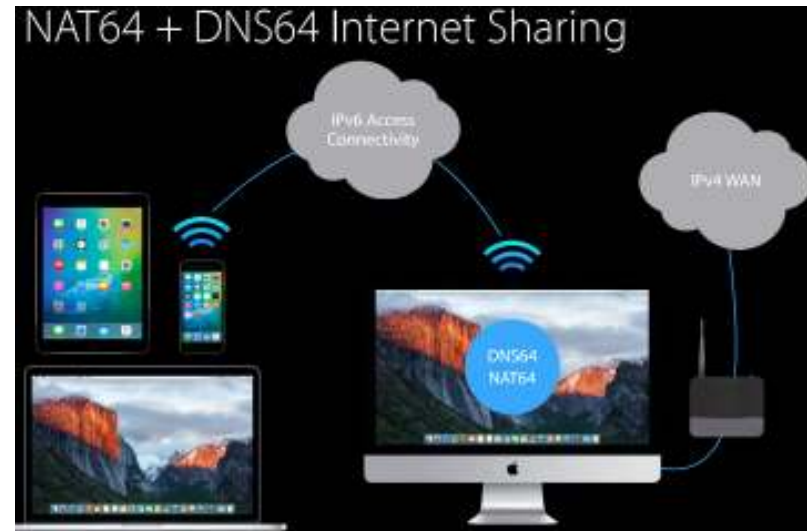 NAT64 + DNS64 Internet Sharing
IPv6 Access
Connectivity
IPv4 WAN
DNS64
NAT64